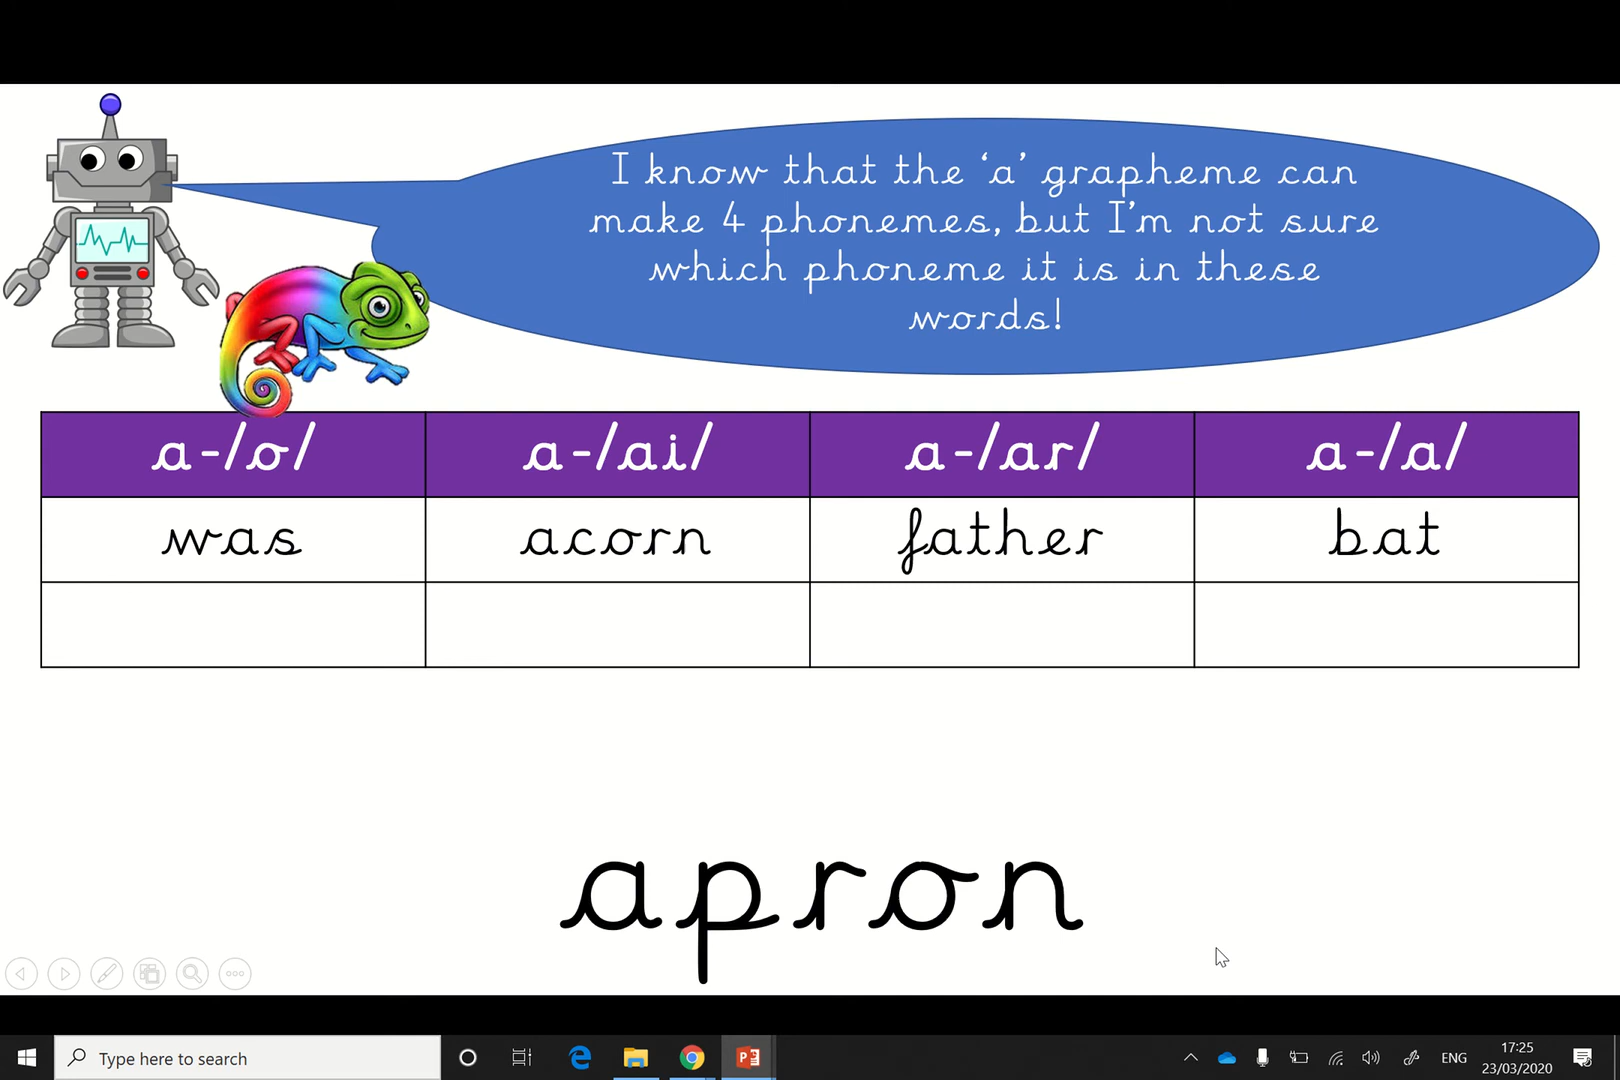 I know that the ‘a’ grapheme can
make 4 phonemes, but I’m not sure
which phoneme it is in these
words!
a-/o/ a-/ai/ a-/ar/ a-/a/
was acorn father bat
apron
Type here to search
ENG
17:25
23/03/2020